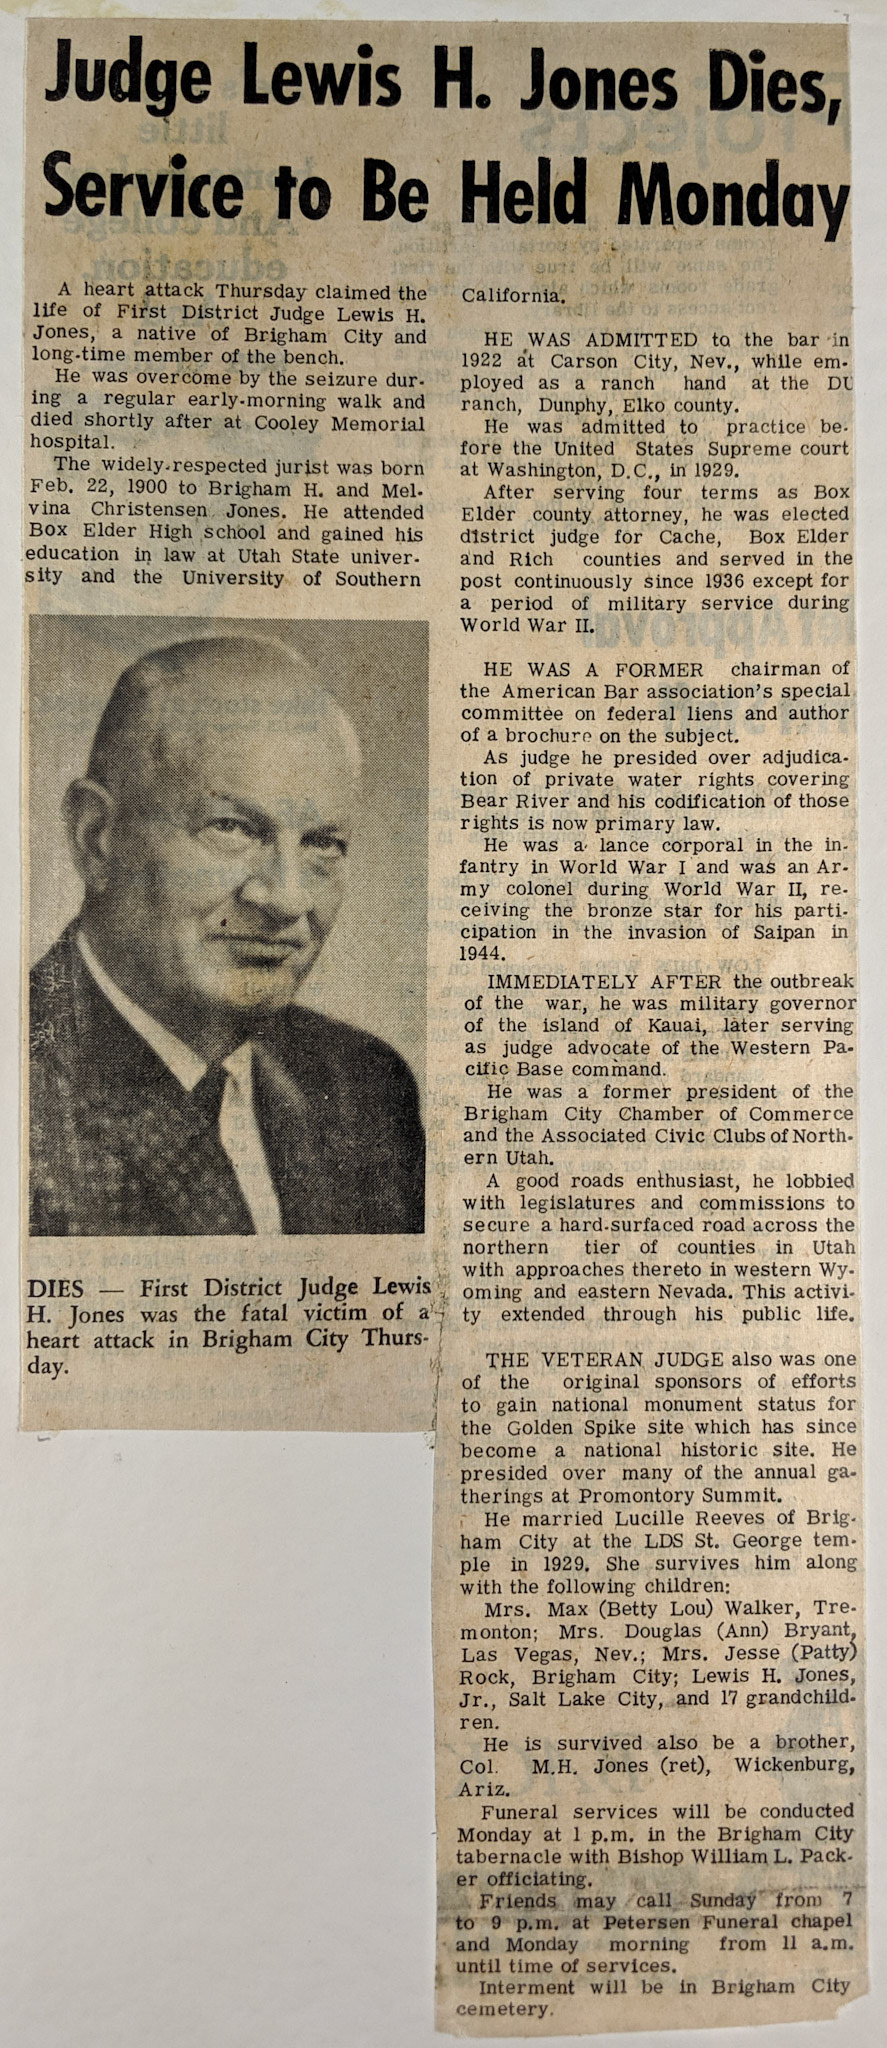 Judge Lewis H. Jones Dies,
Service to Be Held Monday
A heart attack Thursday claimed the
life of First District Judge Lewis H.
Jones, a native of Brigham City and
long-time member of the bench.
He was overcome by the seizure dur-
ing a regular early-morning walk and
died shortly after at Cooley Memorial
hospital.
The widely-respected jurist was born
Feb. 22, 1900 to Brigham H. and Mel-
vina Christensen Jones. He attended
Box Elder High school and gained his
education in law at Utah State univer-
sity and the University of Southern
DIES — First District Judge Lewis
H. Jones was the fatal victim of a
heart attack in Brigham City Thurs-
day.
California.
HE WAS ADMITTED to the bar in
1922 at Carson City, Nev., while em-
ployed as a ranch hand at the DU
ranch, Dunphy, Elko county.
He was admitted to practice be-
fore the United States Supreme court
at Washington, D.C., in 1929.
After serving four terms as Box
Elder county attorney, he was elected
district judge for Cache, Box Elder
and Rich counties and served in the
post continuously since 1936 except for
a period of military service during
World War II.
HE WAS A FORMER chairman of
the American Bar association's special
committee on federal liens and author
of a brochure on the subject.
As judge he presided over adjudica-
tion of private water rights covering
Bear River and his codification of those
rights is now primary law.
He was a lance corporal in the in-
fantry in World War I and was an Ar-
my colonel during World War II, re-
ceiving the bronze star for his parti-
cipation in the invasion of Saipan in
1944.
IMMEDIATELY AFTER the outbreak
of the war, he was military governor
of the island of Kauai, later serving
as judge advocate of the Western Pa-
cific Base command.
He was a former president of the
Brigham City Chamber of Commerce
and the Associated Civic Clubs of North-
ern Utah.
A good roads enthusiast, he lobbied
with legislatures and commissions to
secure a hard-surfaced road across the
northern tier of counties in Utah
with approaches thereto in western Wy-
oming and eastern Nevada. This activi-
ty extended through his public life.
THE VETERAN JUDGE also was one
of the original sponsors of efforts
to gain national monument status for
the Golden Spike site which has since
become a national historic site. He
presided over many of the annual ga-
therings at Promontory Summit.
He married Lucille Reeves of Brig-
ham City at the LDS St. George tem-
ple in 1929. She survives him along
with the following children:
Mrs. Max (Betty Lou) Walker, Tre-
monton; Mrs. Douglas (Ann) Bryant,
Las Vegas, Nev.; Mrs. Jesse (Patty)
Rock, Brigham City; Lewis H. Jones,
Jr., Salt Lake City, and 17 grandchild-
ren.
He is survived also be a brother,
Col. M.H. Jones (ret), Wickenburg,
Ariz.
Funeral services will be conducted
Monday at 1 p.m. in the Brigham City
tabernacle with Bishop William L. Pack-
er officiating.
Friends may call Sunday from 7
to 9 p.m. at Petersen Funeral chapel
and Monday morning from 11 a.m.
until time of services.
Interment will be in Brigham City
cemetery.